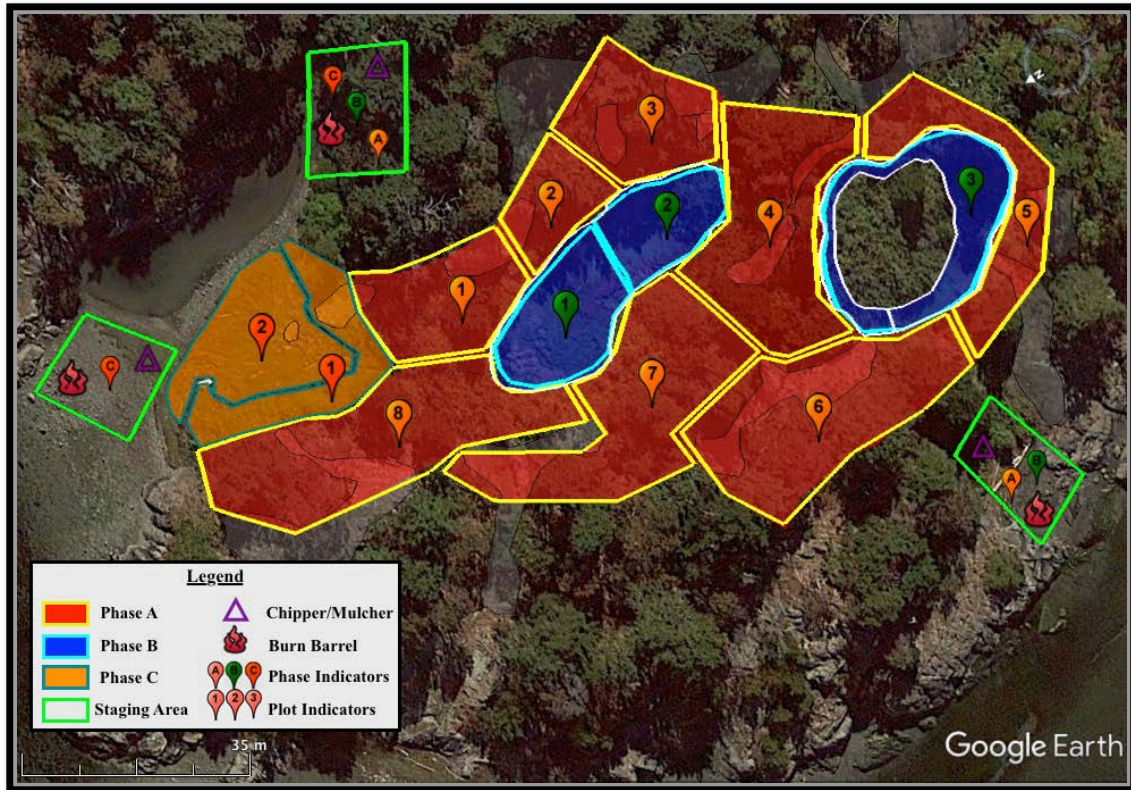 C
B
A
N
3
2
4
3
5
2
1
1
2
1
C
7
8
6
B
A
Legend
Phase A
Chipper/Mulcher
Phase B
Burn Barrel
Phase C
A B C
Phase Indicators
Staging Area
1 2 3
Plot Indicators
35 m
Google Earth